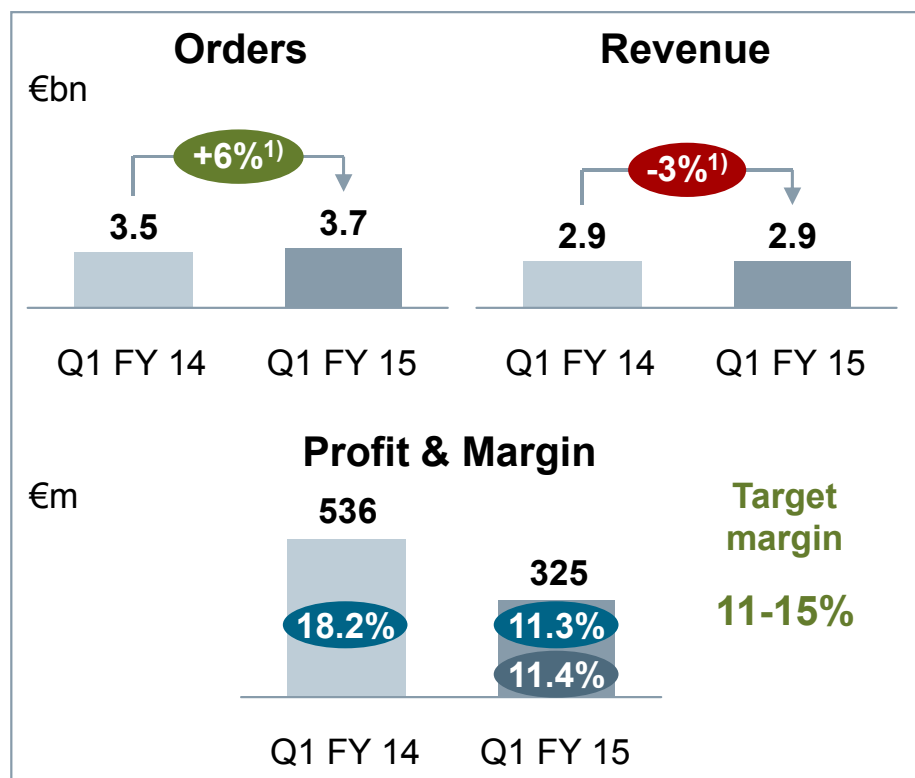 Orders
Revenue
€bn
+6%1)
-3%1)
3.5
3.7
2.9
2.9
Q1 FY 14
Q1 FY 15
Q1 FY 14
Q1 FY 15
Profit & Margin
€m
536
Target
margin
325
11-15%
18.2%
11.3%
11.4%
Q1 FY 14
Q1 FY 15